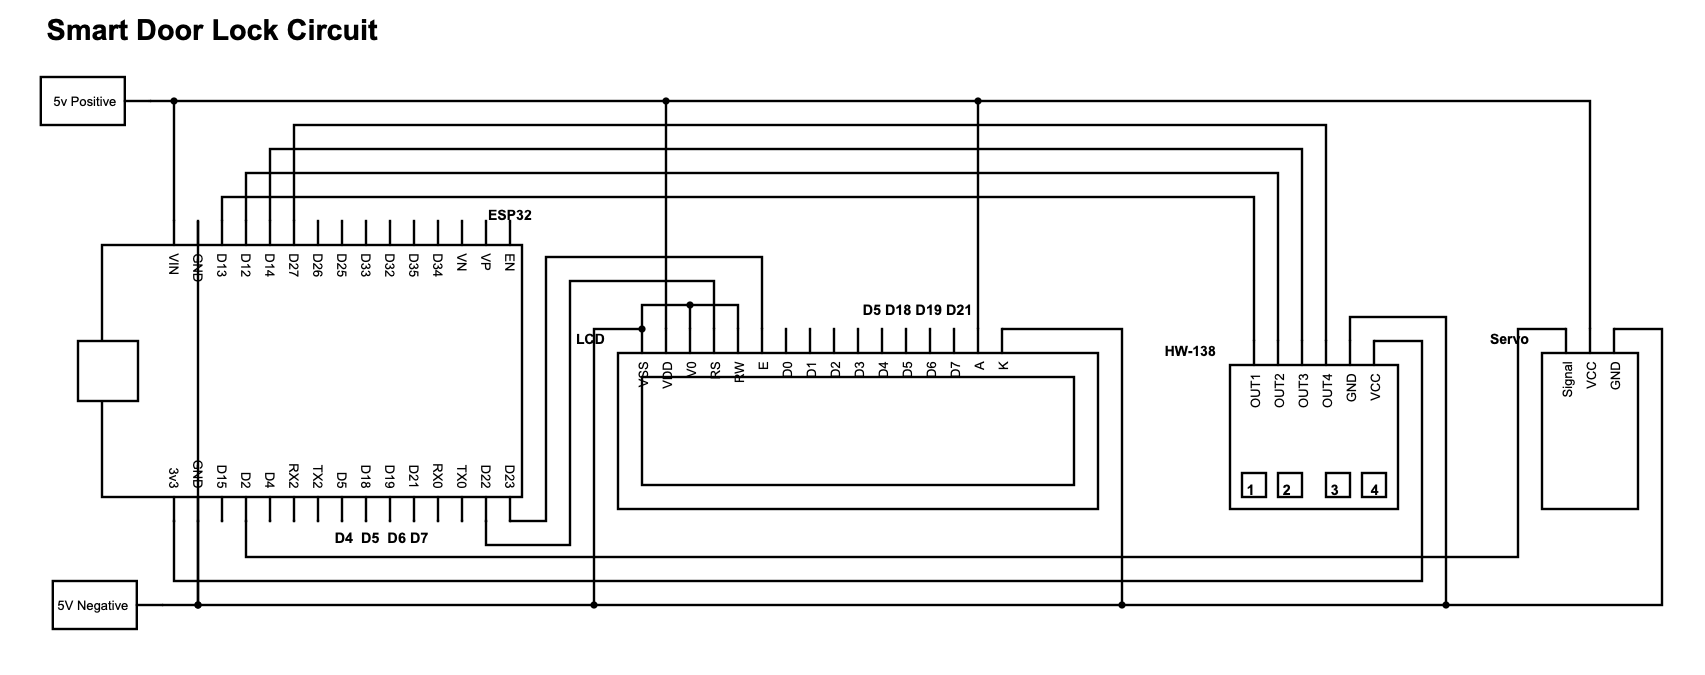 Smart Door Lock Circuit
5v Positive
ESP32
VIN
GND
D13
D12
D14
D27
D26
D25
D33
D32
D35
D34
VN
VP
EN
D5 D18 D19 D21
LCD
VSS
VDD
V0
RS
RW
E
D0
D1
D2
D3
D4
D5
D6
D7
A
K
HW-138
OUT1
OUT2
OUT3
OUT4
GND
VCC
1
2
3
4
Servo
Signal
VCC
GND
3v3
GND
D15
D2
D4
RX2
TX2
D5
D18
D19
D21
RX0
TX0
D22
D23
D4 D5 D6 D7
5V Negative